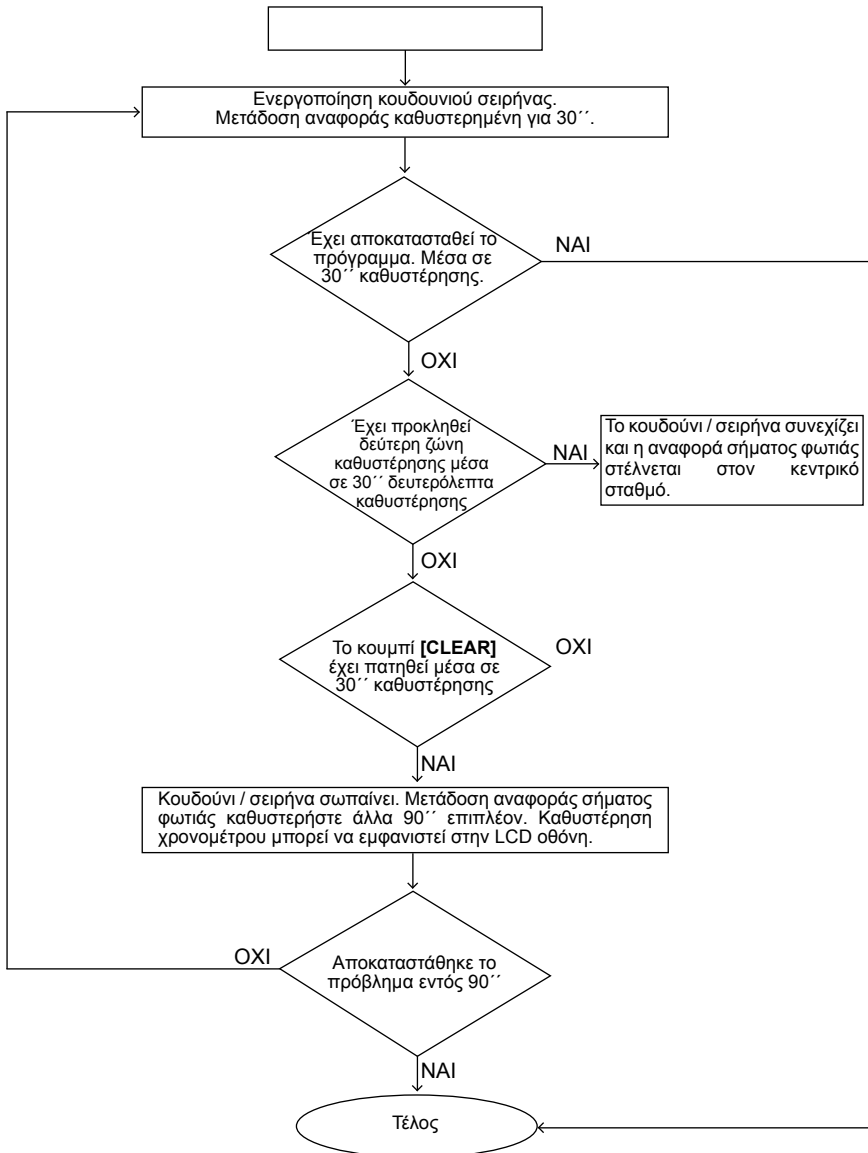 Ενεργοποίηση κουδουνιού σειρήνας.
Μετάδοση αναφοράς καθυστερημένη για 30΄΄.
Έχει αποκατασταθεί το
πρόγραμμα. Μέσα σε
30΄΄ καθυστέρησης.
ΝΑΙ
ΟΧΙ
Έχει προκληθεί
δεύτερη ζώνη
καθυστέρησης μέσα
σε 30΄΄ δευτερόλεπτα
καθυστέρησης
ΝΑΙ
Το κουδούνι / σειρήνα συνεχίζει
και η αναφορά σήματος φωτιάς
στέλνεται στον κεντρικό
σταθμό.
ΟΧΙ
Το κουμπί [CLEAR]
έχει πατηθεί μέσα σε
30΄΄ καθυστέρησης
ΟΧΙ
ΝΑΙ
Κουδούνι / σειρήνα σωπαίνει. Μετάδοση αναφοράς σήματος
φωτιάς καθυστερήστε άλλα 90΄΄ επιπλέον. Καθυστέρηση
χρονομέτρου μπορεί να εμφανιστεί στην LCD οθόνη.
ΟΧΙ
Αποκαταστάθηκε το
πρόβλημα εντός 90΄΄
ΝΑΙ
Τέλος